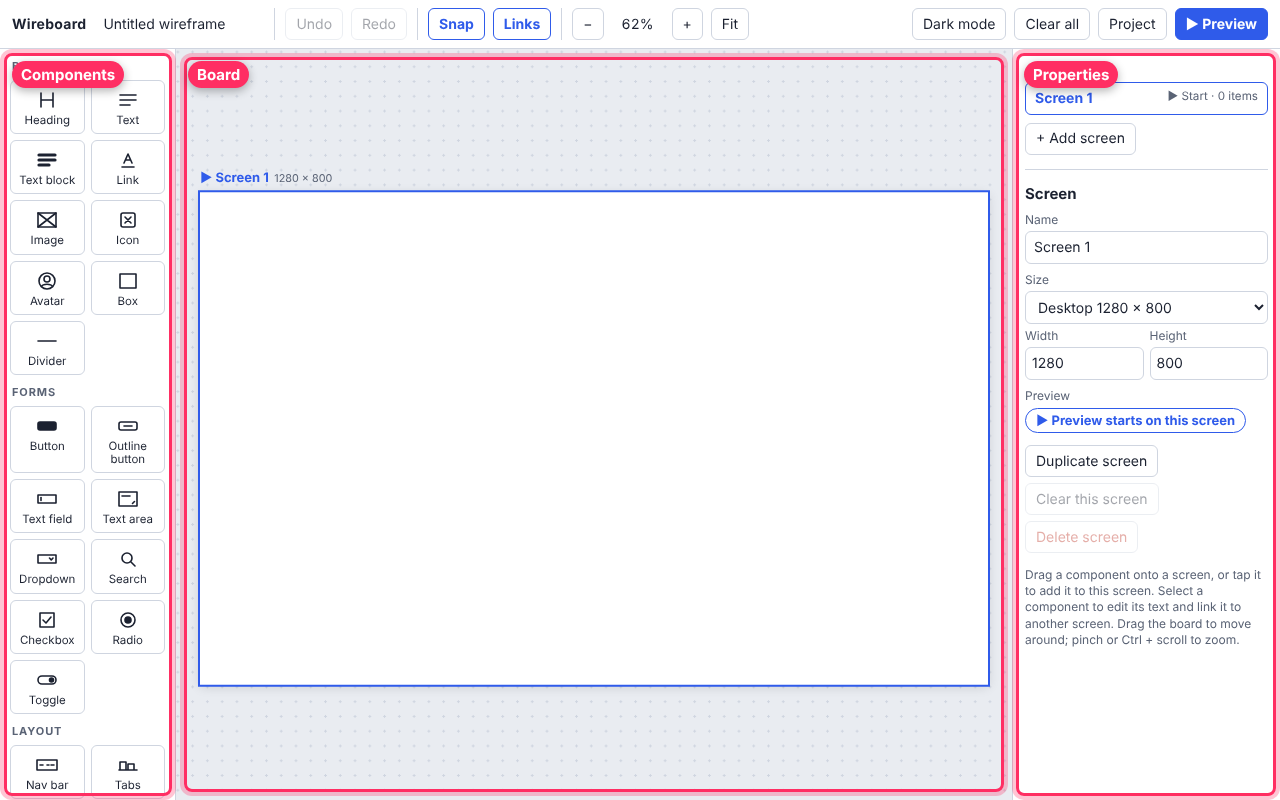 Wireboard
Untitled wireframe
Undo
Redo
Snap
Links
−
62%
+
Fit
Dark mode
Clear all
Project
▶ Preview
Components
Heading
Text
Text block
Link
Image
Icon
Avatar
Box
Divider
FORMS
Button
Outline
button
Text field
Text area
Dropdown
Search
Checkbox
Radio
Toggle
LAYOUT
Nav bar
Tabs
Board
▶ Screen 1 1280 × 800
Properties
Screen 1
▶ Start · 0 items
+ Add screen
Screen
Name
Screen 1
Size
Desktop 1280 × 800
Width
Height
1280
800
Preview
▶ Preview starts on this screen
Duplicate screen
Clear this screen
Delete screen
Drag a component onto a screen, or tap it
to add it to this screen. Select a
component to edit its text and link it to
another screen. Drag the board to move
around; pinch or Ctrl + scroll to zoom.